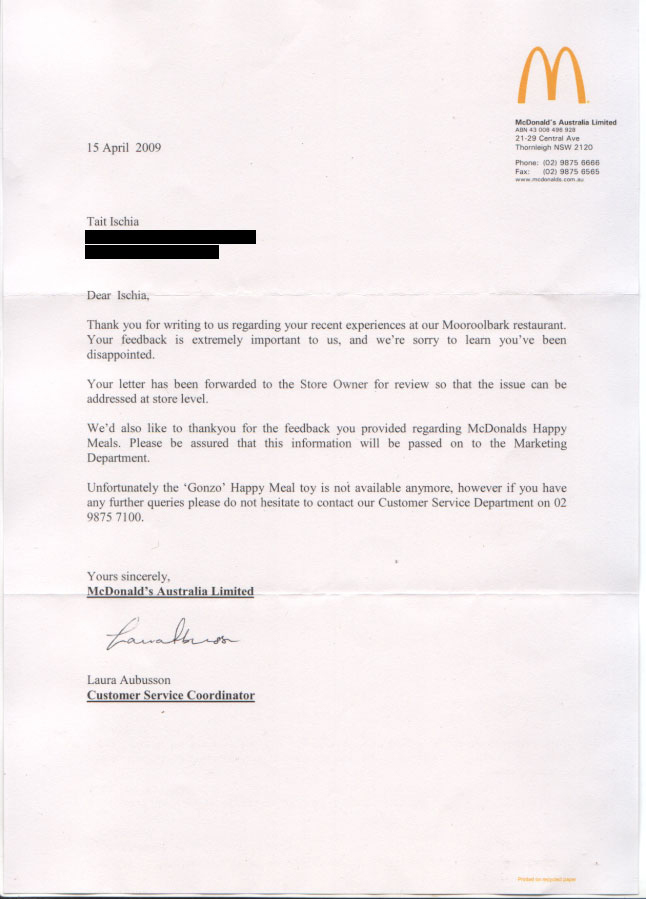 McDonald's Australia Limited
ABN 43 008 496 928
21-29 Central Ave
Thornleigh NSW 2120
Phone: (02) 9875 6666
Fax: (02) 9875 6565
www.mcdonalds.com.au
15 April 2009
Tait Ischia
Dear Ischia,
Thank you for writing to us regarding your recent experiences at our Mooroolbark restaurant.
Your feedback is extremely important to us, and we're sorry to learn you've been
disappointed.
Your letter has been forwarded to the Store Owner for review so that the issue can be
addressed at store level.
We'd also like to thankyou for the feedback you provided regarding McDonalds Happy
Meals. Please be assured that this information will be passed on to the Marketing
Department.
Unfortunately the 'Gonzo' Happy Meal toy is not available anymore, however if you have
any further queries please do not hesitate to contact our Customer Service Department on 02
9875 7100.
Yours sincerely,
McDonald's Australia Limited
Laura Aubusson
Laura Aubusson
Customer Service Coordinator
Printed on recycled paper